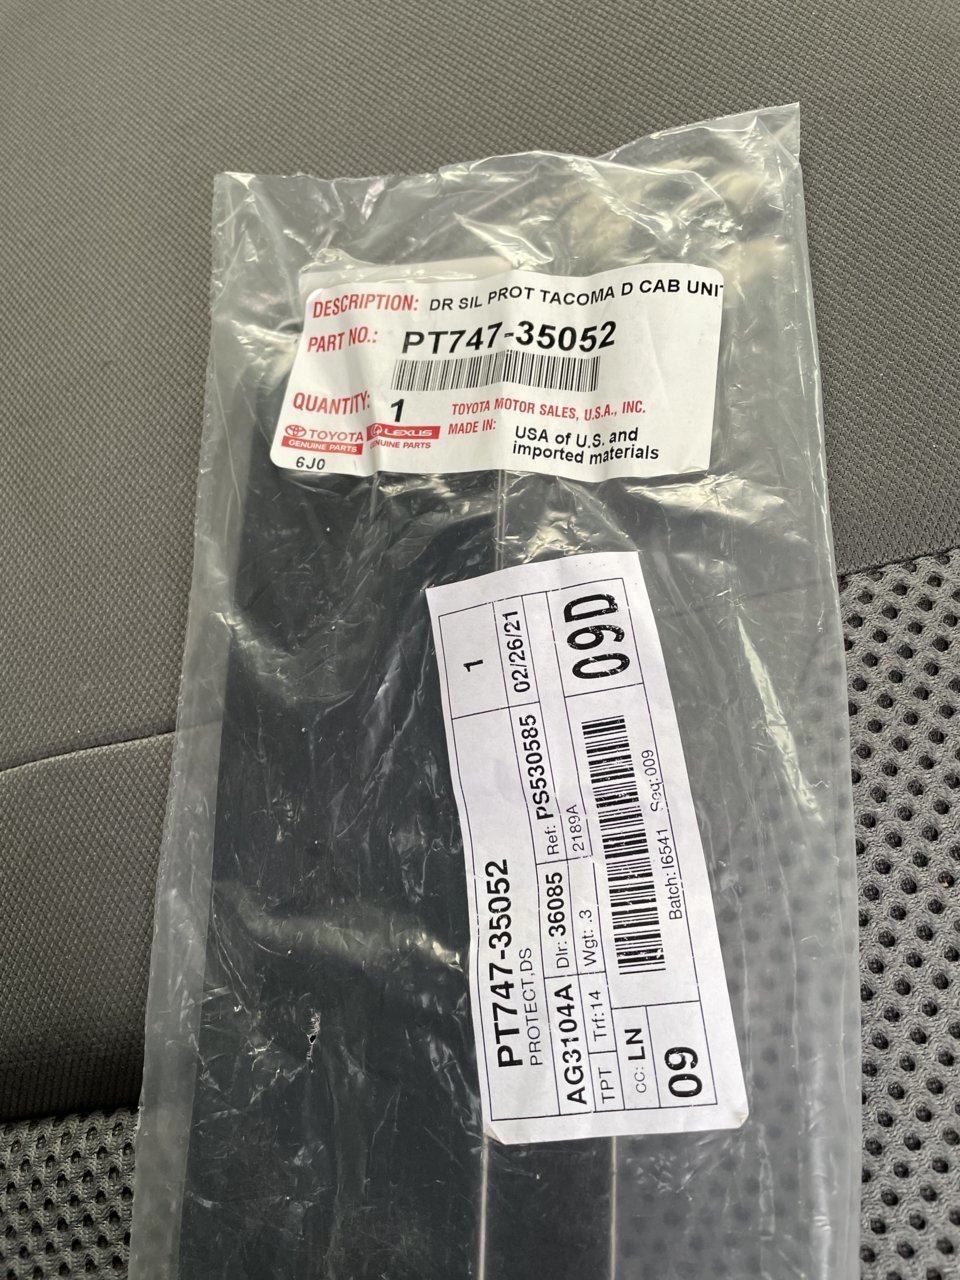 DESCRIPTION: DR SIL PROT TACOMA D CAB UNIT
PART NO.: PT747-35052
QUANTITY: 1
TOYOTA MOTOR SALES, U.S.A., INC.
MADE IN: USA of U.S. and
imported materials
TOYOTA
GENUINE PARTS
LEXUS
GENUINE PARTS
6J0
PT747-35052
1
PROTECT,DS
AG3104A Dlr: 36085 Ref: PS530585 02/26/21
TPT Trf: 14 Wgt: .3 2189A
09D
CC: LN
09
Batch: I6541 Seq: 009